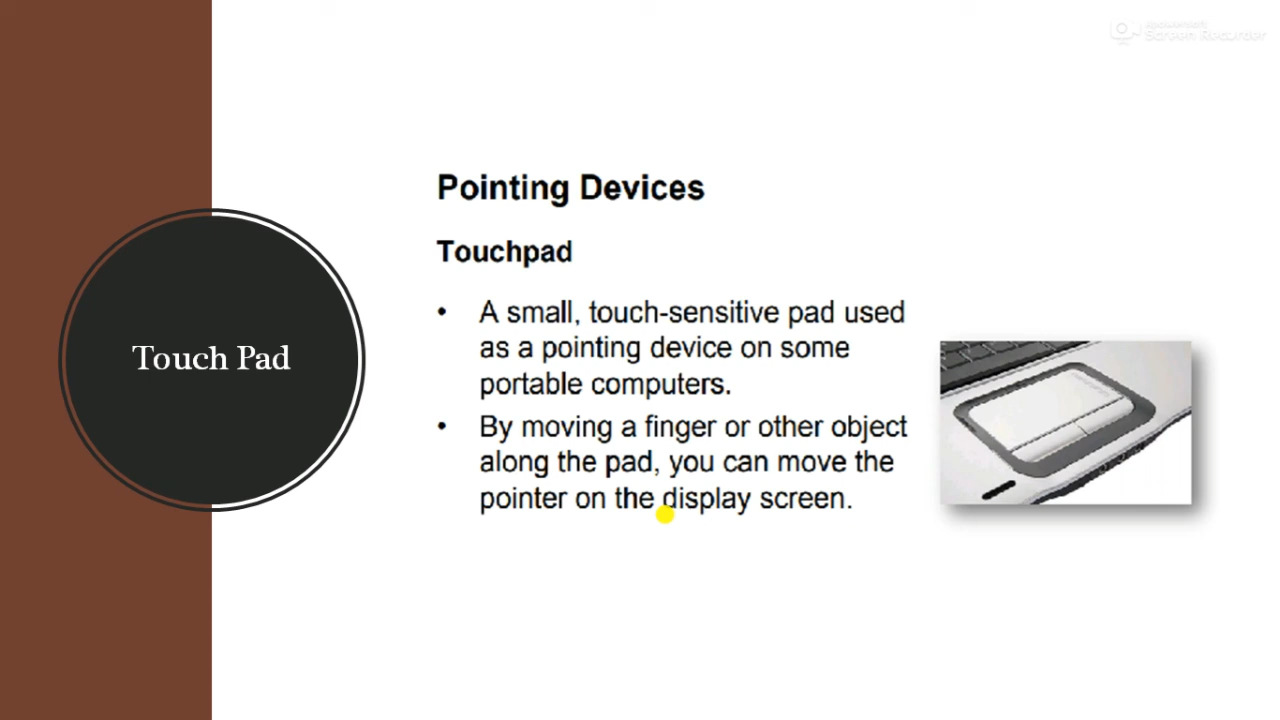 Screen Recorder
Touch Pad
Pointing Devices
Touchpad
• A small, touch-sensitive pad used
as a pointing device on some
portable computers.
• By moving a finger or other object
along the pad, you can move the
pointer on the display screen.